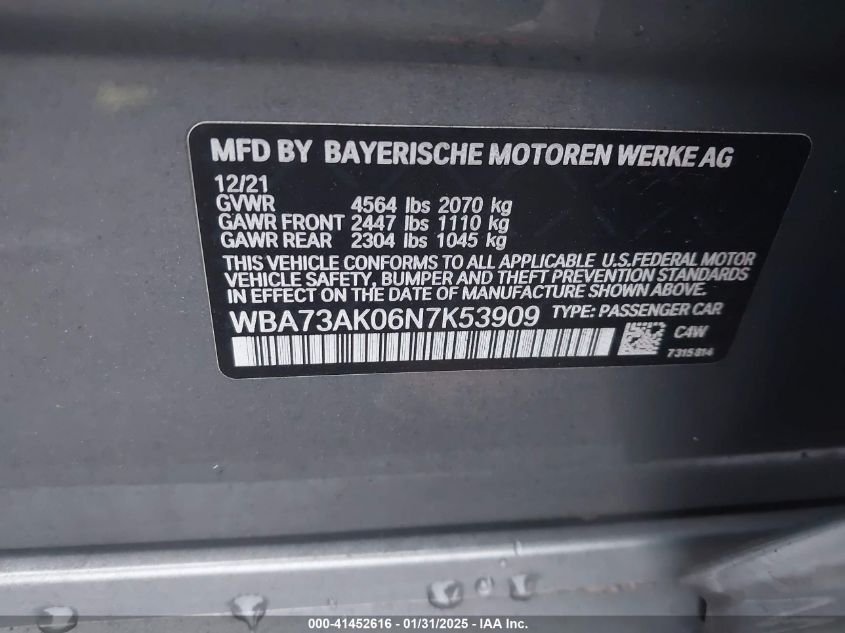 MFD BY BAYERISCHE MOTOREN WERKE AG
12/21
GVWR 4564 lbs 2070 kg
GAWR FRONT 2447 lbs 1110 kg
GAWR REAR 2304 lbs 1045 kg
THIS VEHICLE CONFORMS TO ALL APPLICABLE U.S.FEDERAL MOTOR
VEHICLE SAFETY, BUMPER AND THEFT PREVENTION STANDARDS
IN EFFECT ON THE DATE OF MANUFACTURE SHOWN ABOVE.
WBA73AK06N7K53909 TYPE: PASSENGER CAR
C4W
7315814
000-41452616 - 01/31/2025 - IAA Inc.